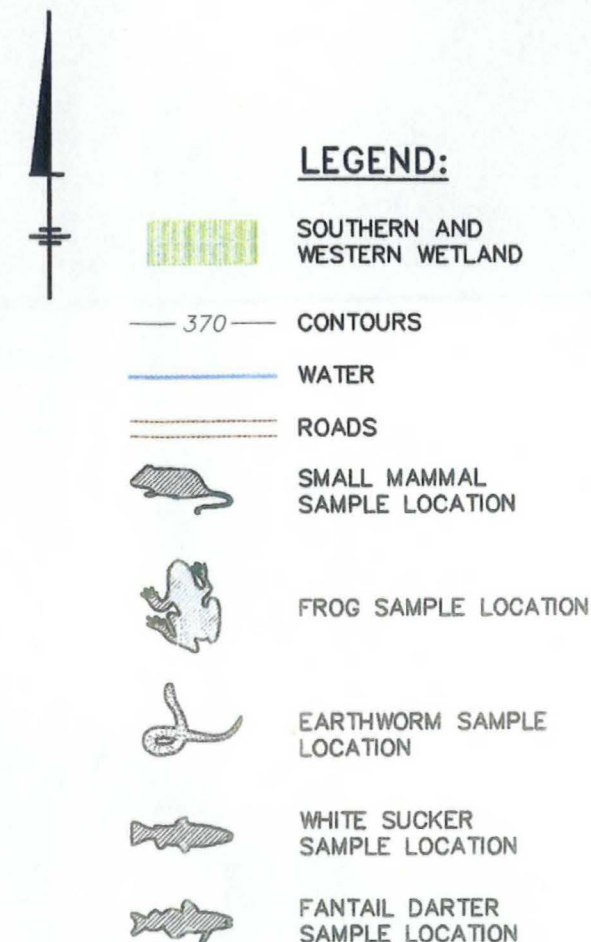 LEGEND:
SOUTHERN AND
WESTERN WETLAND
370
CONTOURS
WATER
ROADS
SMALL MAMMAL
SAMPLE LOCATION
FROG SAMPLE LOCATION
EARTHWORM SAMPLE
LOCATION
WHITE SUCKER
SAMPLE LOCATION
FANTAIL DARTER
SAMPLE LOCATION